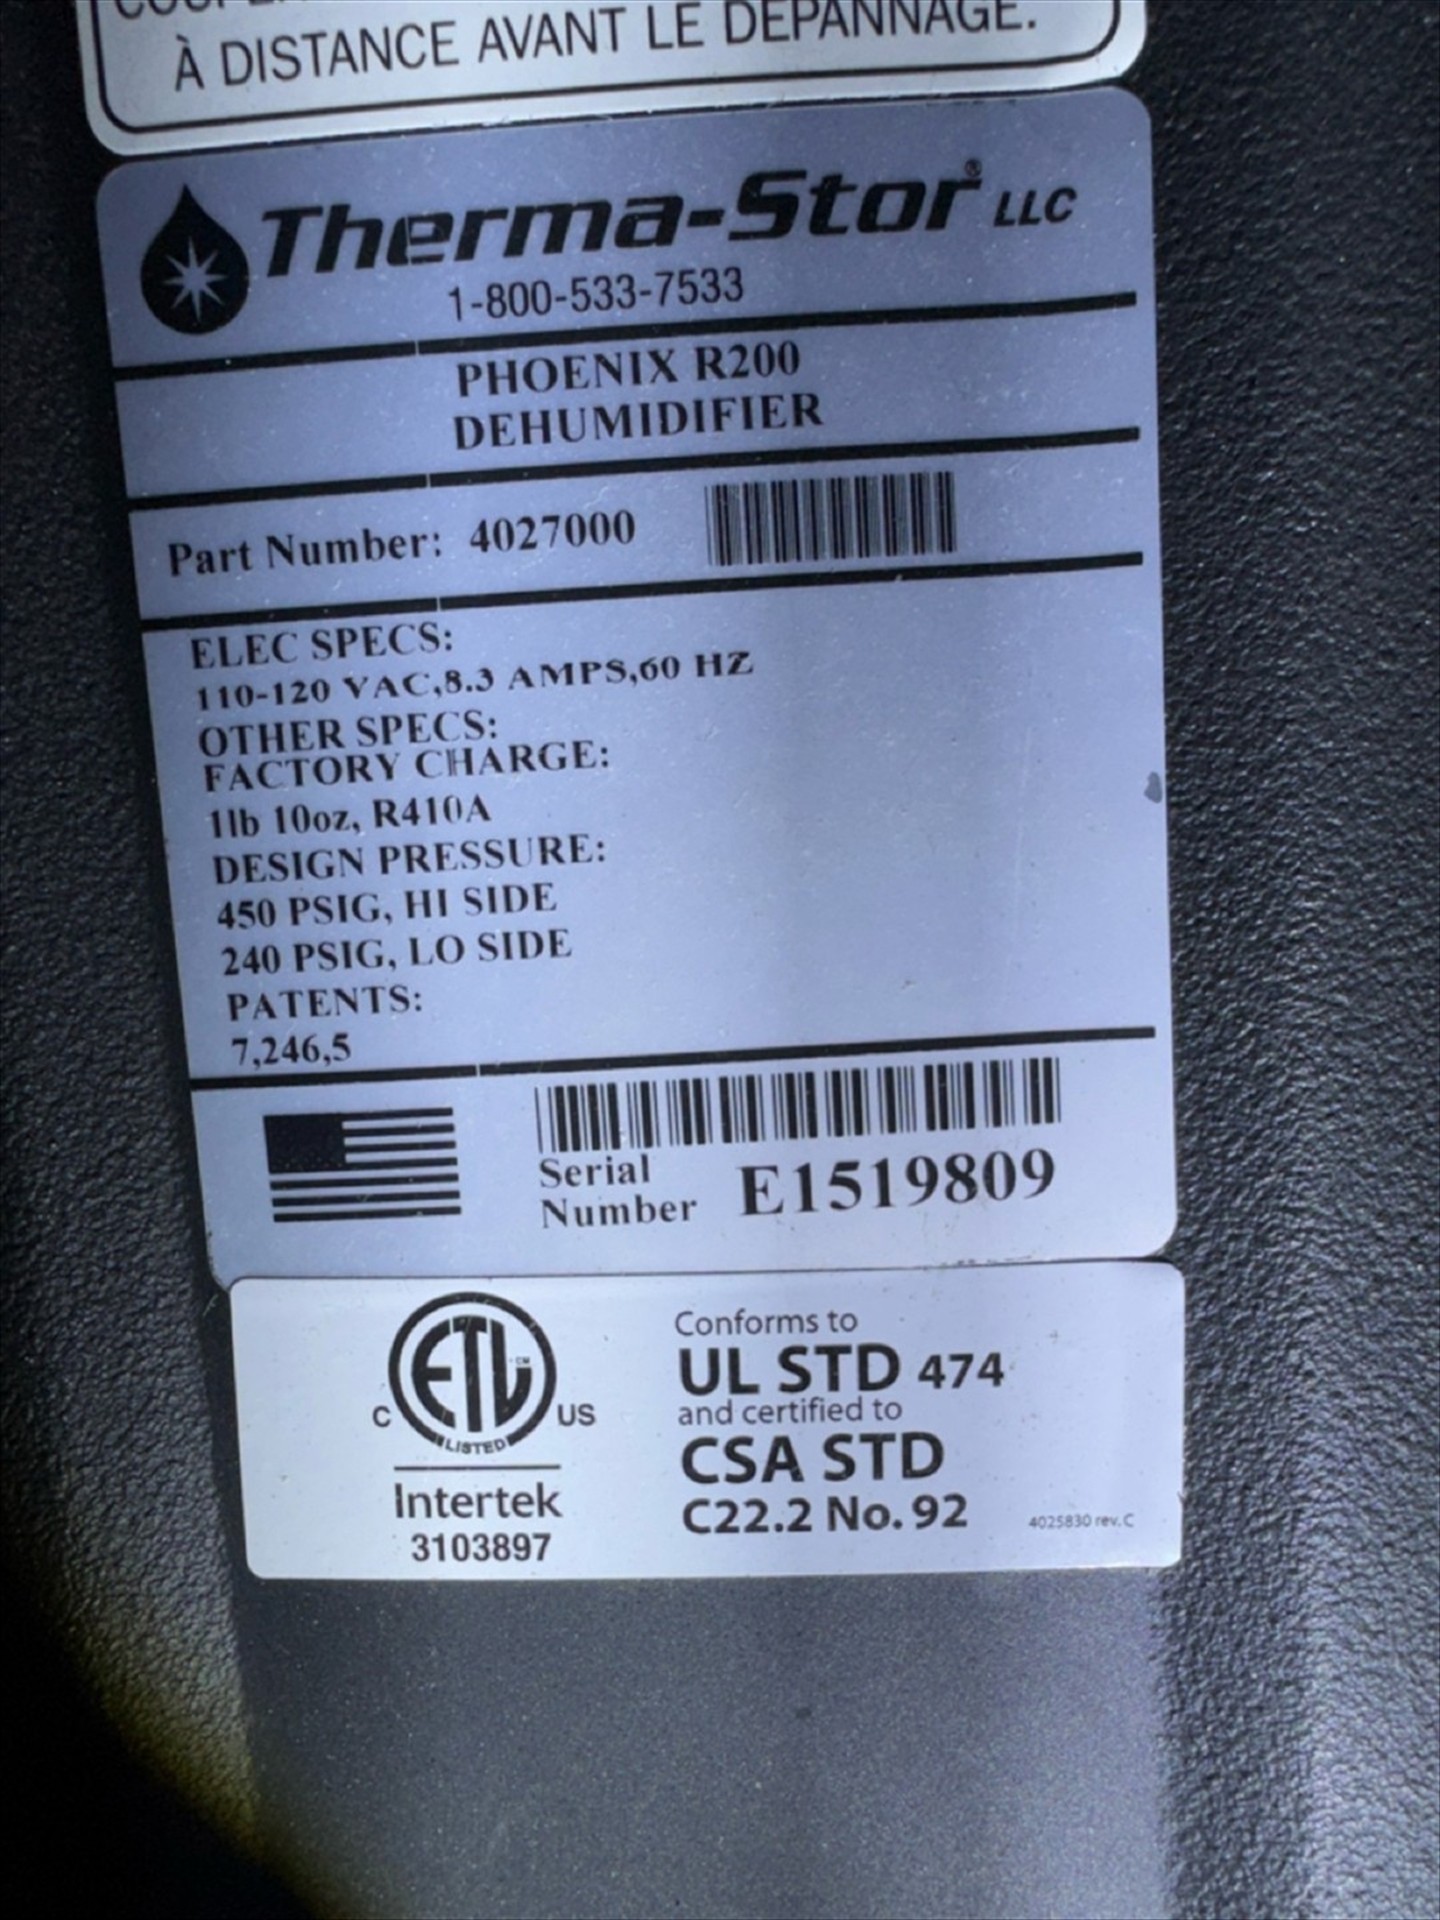 À DISTANCE AVANT LE DÉPANNAGE.
Therma-Stor® LLC
1-800-533-7533
PHOENIX R200
DEHUMIDIFIER
Part Number: 4027000
ELEC SPECS:
110-120 VAC,8.3 AMPS,60 HZ
OTHER SPECS:
FACTORY CHARGE:
1lb 10oz, R410A
DESIGN PRESSURE:
450 PSIG, HI SIDE
240 PSIG, LO SIDE
PATENTS:
7,246,5
Serial
Number E1519809
ETL CM
C US
LISTED
Intertek
3103897
Conforms to
UL STD 474
and certified to
CSA STD
C22.2 No. 92
4025830 rev. C